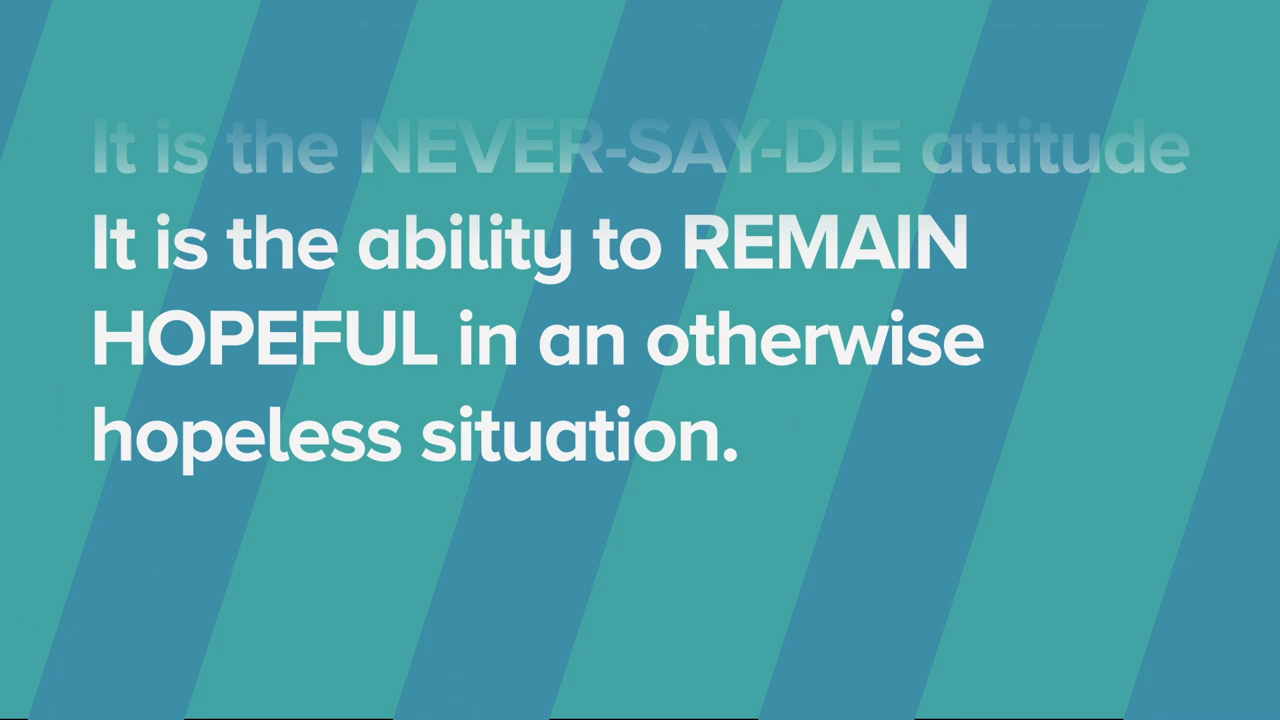 It is the NEVER-SAY-DIE attitude
It is the ability to REMAIN
HOPEFUL in an otherwise
hopeless situation.